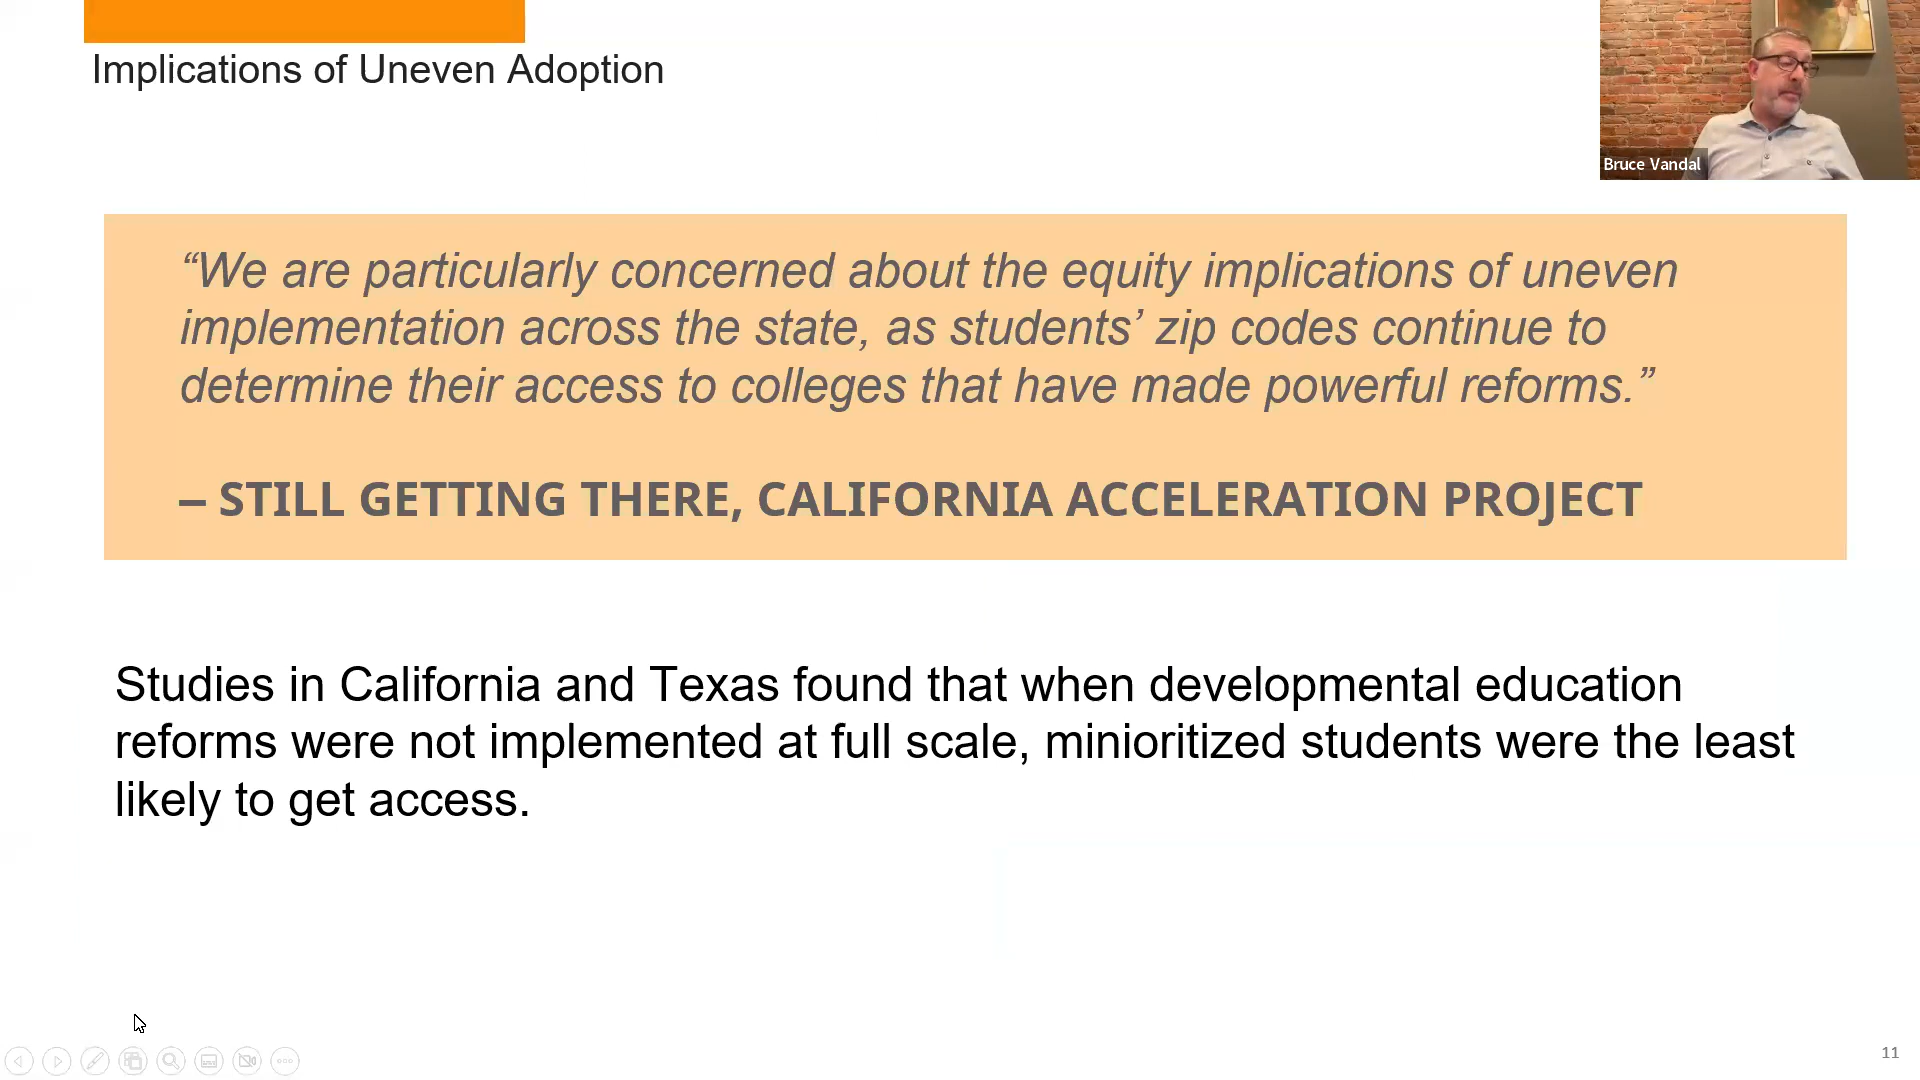 Implications of Uneven Adoption
Bruce Vandal
“We are particularly concerned about the equity implications of uneven
implementation across the state, as students’ zip codes continue to
determine their access to colleges that have made powerful reforms.”
– STILL GETTING THERE, CALIFORNIA ACCELERATION PROJECT
Studies in California and Texas found that when developmental education
reforms were not implemented at full scale, minioritized students were the least
likely to get access.
11